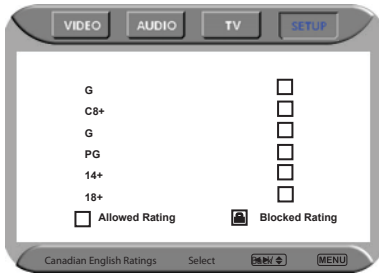 VIDEO AUDIO TV SETUP
G
C8+
G
PG
14+
18+
Allowed Rating Blocked Rating
Canadian English Ratings Select MENU